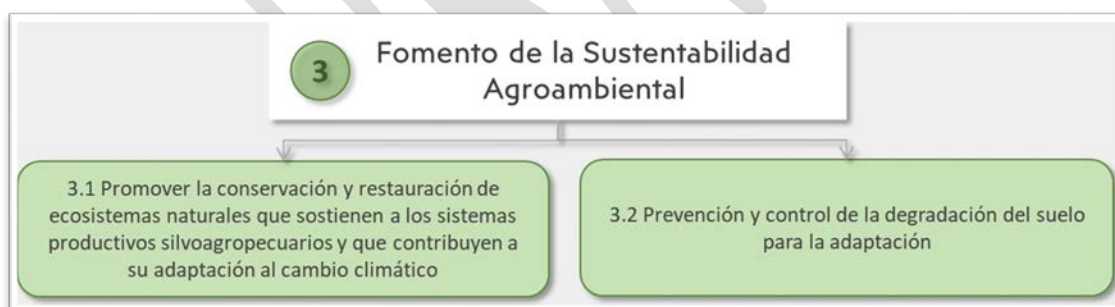 3
Fomento de la Sustentabilidad
Agroambiental
3.1 Promover la conservación y restauración de
ecosistemas naturales que sostienen a los sistemas
productivos silvoagropecuarios y que contribuyen a
su adaptación al cambio climático
3.2 Prevención y control de la degradación del suelo
para la adaptación